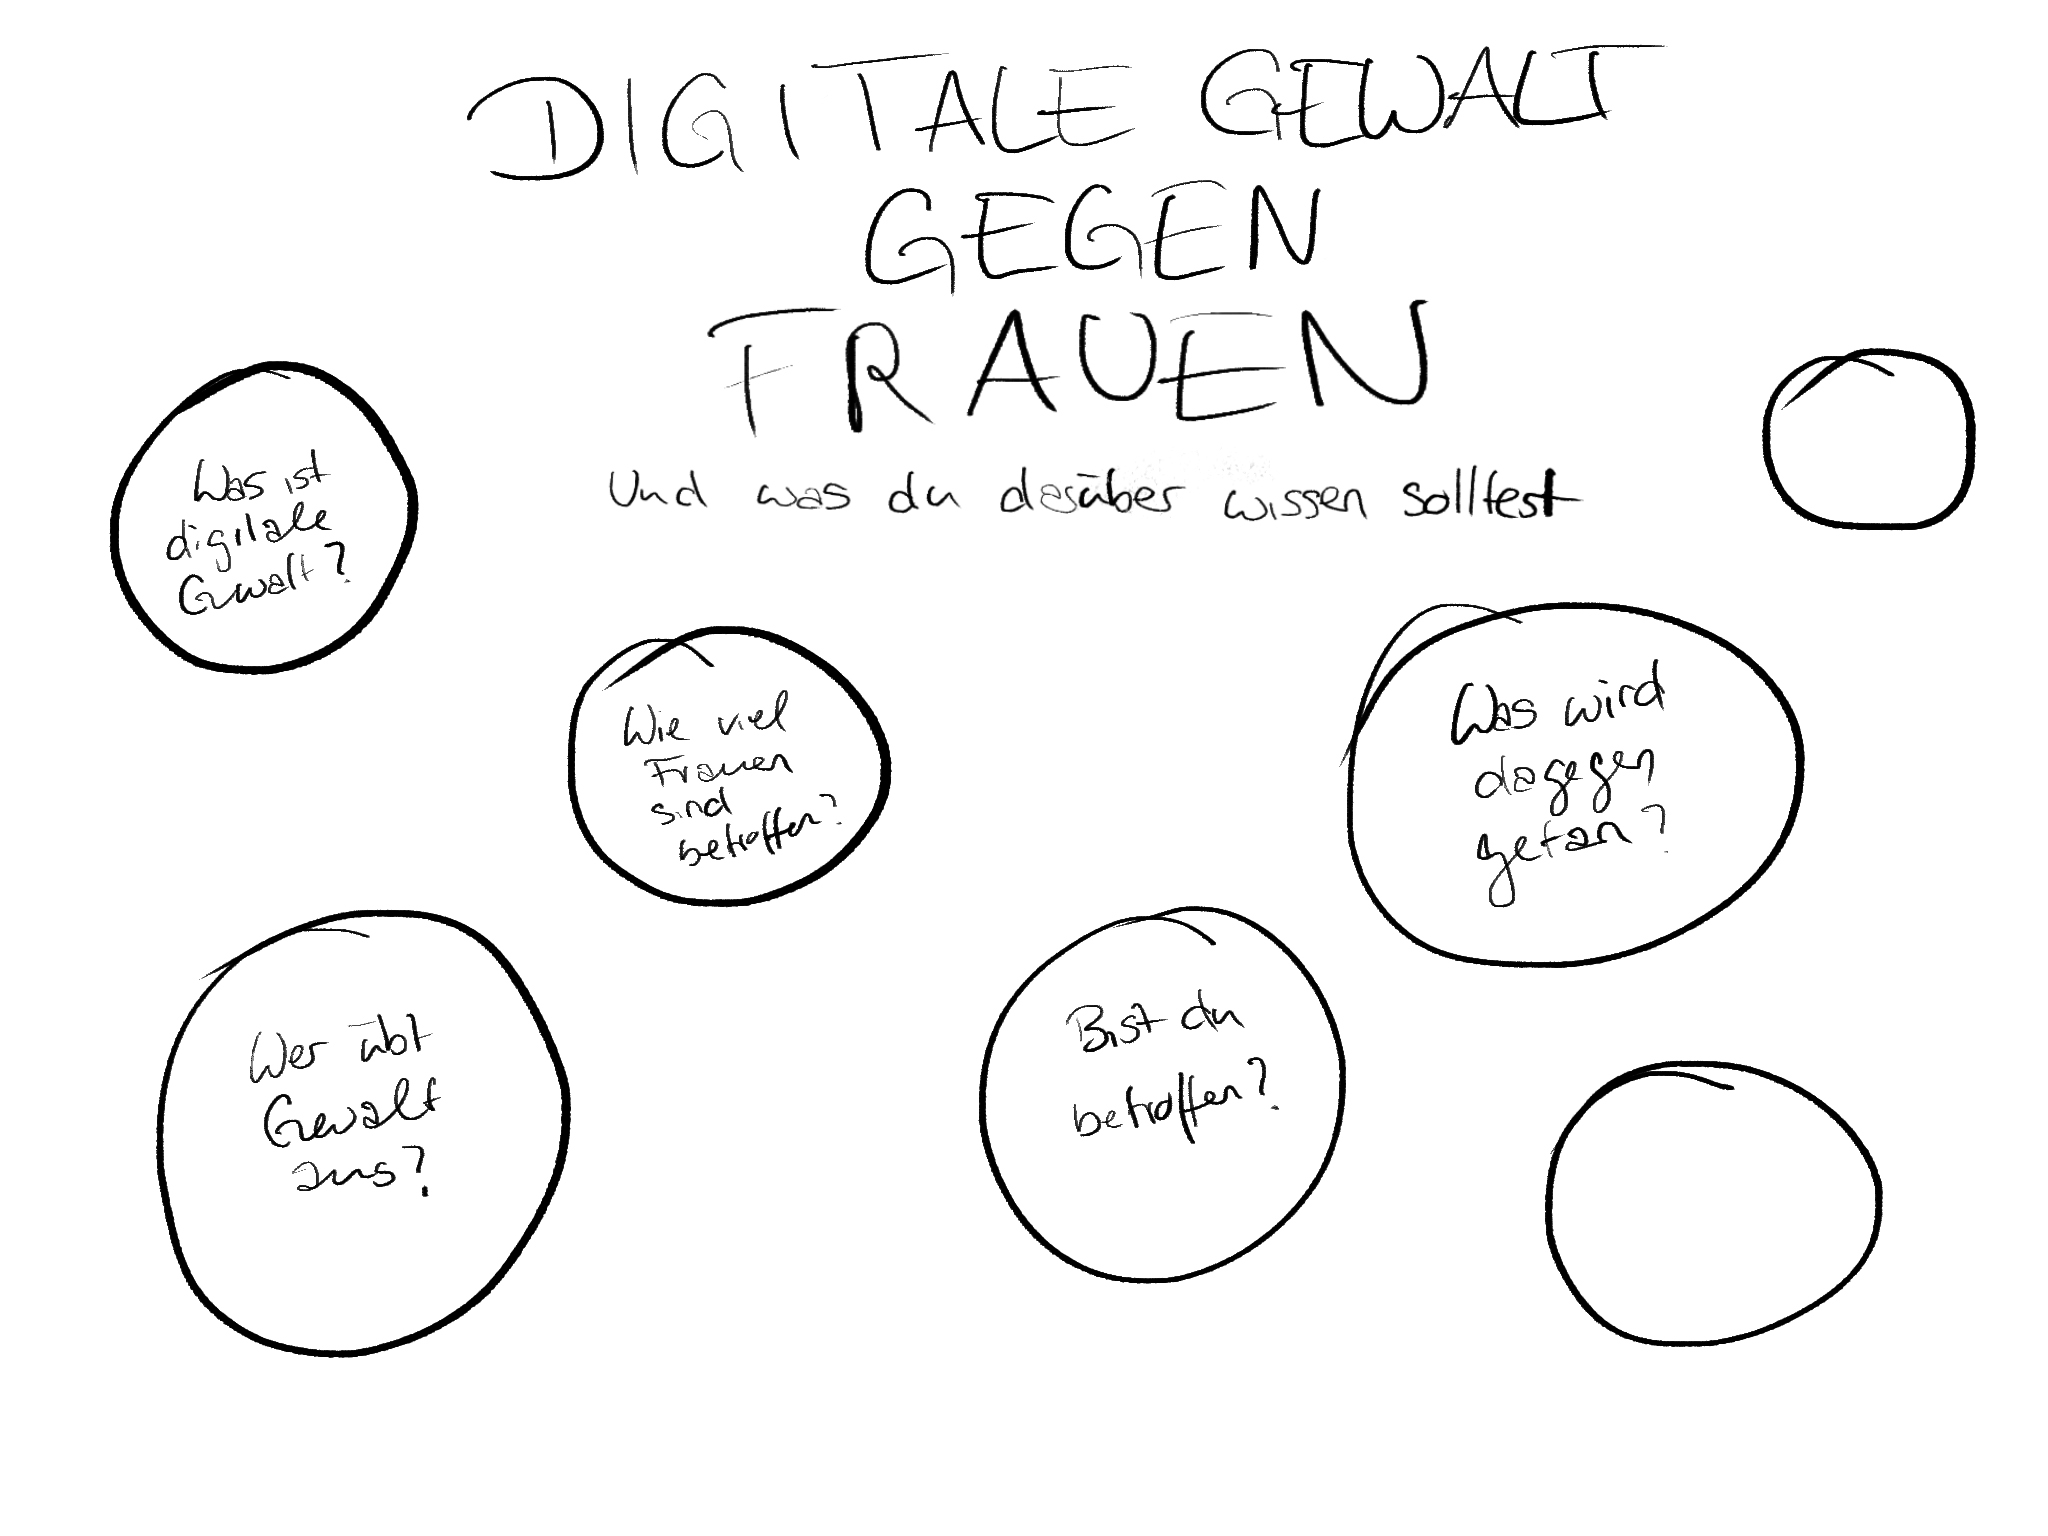 DIGITALE GEWALT
GEGEN
FRAUEN
Und was du darüber wissen solltest
Was ist
digitale
Gewalt?
Wie viel
Frauen
sind
betroffen?
Was wird
dagegen
getan?
Wer übt
Gewalt
aus?
Bist du
betroffen?